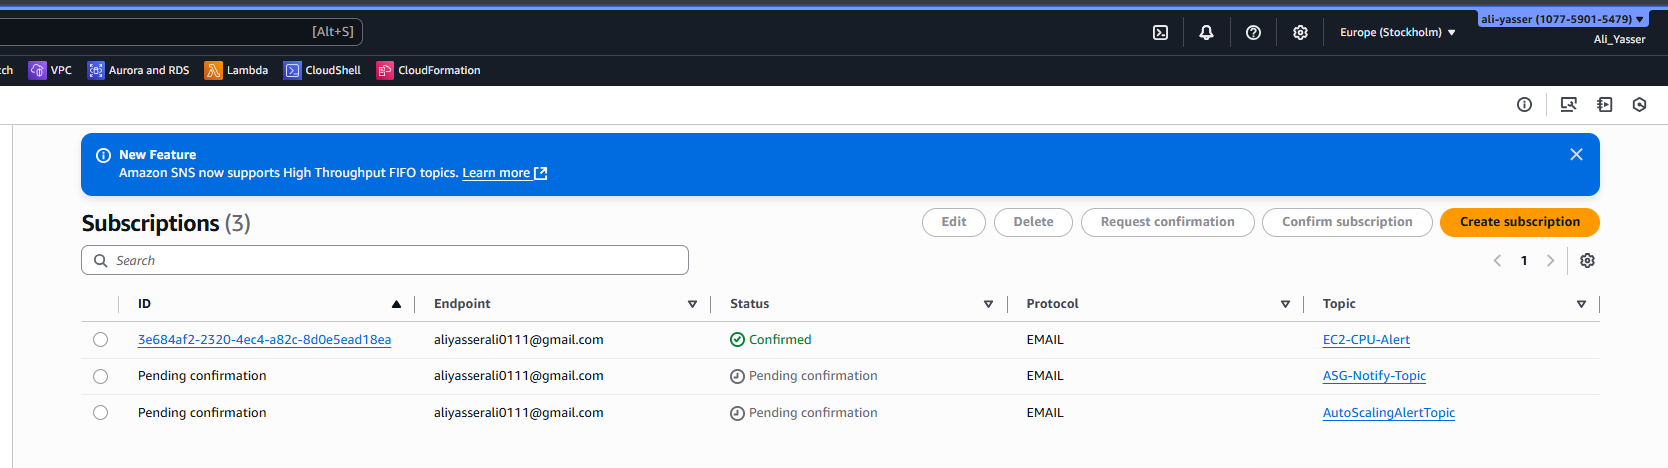 [Alt+S]
Europe (Stockholm)
ali-yasser (1077-5901-5479)
Ali_Yasser
tch
VPC
Aurora and RDS
Lambda
CloudShell
CloudFormation
New Feature
Amazon SNS now supports High Throughput FIFO topics. Learn more
Subscriptions (3)
Edit
Delete
Request confirmation
Confirm subscription
Create subscription
Search
1
ID Endpoint Status Protocol Topic
3e684af2-2320-4ec4-a82c-8d0e5ead18ea aliyasserali0111@gmail.com Confirmed EMAIL EC2-CPU-Alert
Pending confirmation aliyasserali0111@gmail.com Pending confirmation EMAIL ASG-Notify-Topic
Pending confirmation aliyasserali0111@gmail.com Pending confirmation EMAIL AutoScalingAlertTopic